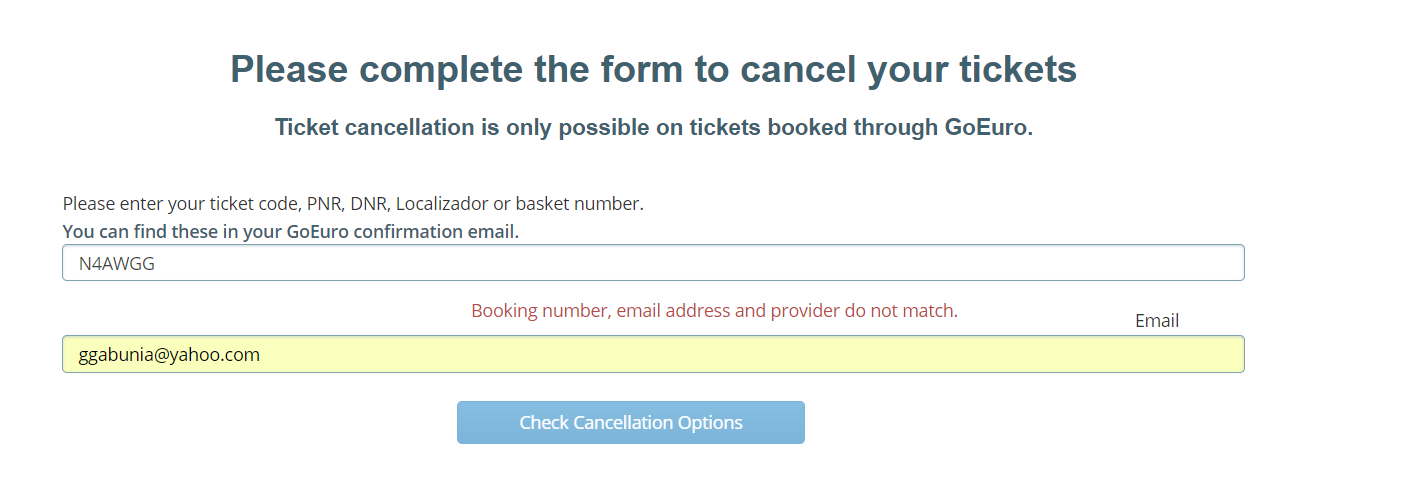 Please complete the form to cancel your tickets
Ticket cancellation is only possible on tickets booked through GoEuro.
Please enter your ticket code, PNR, DNR, Localizador or basket number.
You can find these in your GoEuro confirmation email.
N4AWGG
Booking number, email address and provider do not match.
Email
ggabunia@yahoo.com
Check Cancellation Options